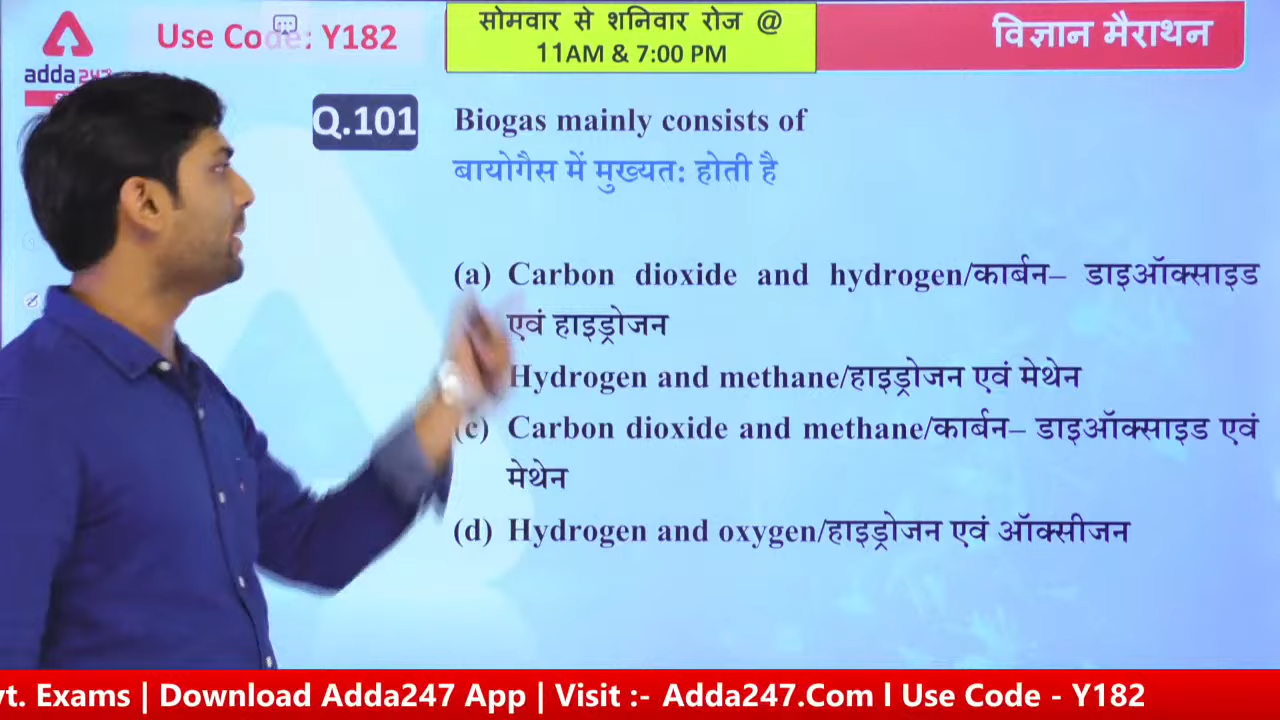 adda247
Use Code: Y182
सोमवार से शनिवार रोज @
11AM & 7:00 PM
विज्ञान मैराथन
Q.101 Biogas mainly consists of
बायोगैस में मुख्यत: होती है
(a) Carbon dioxide and hydrogen/कार्बन– डाइऑक्साइड
एवं हाइड्रोजन
Hydrogen and methane/हाइड्रोजन एवं मेथेन
(c) Carbon dioxide and methane/कार्बन– डाइऑक्साइड एवं
मेथेन
(d) Hydrogen and oxygen/हाइड्रोजन एवं ऑक्सीजन
vt. Exams | Download Adda247 App | Visit :- Adda247.Com l Use Code - Y182